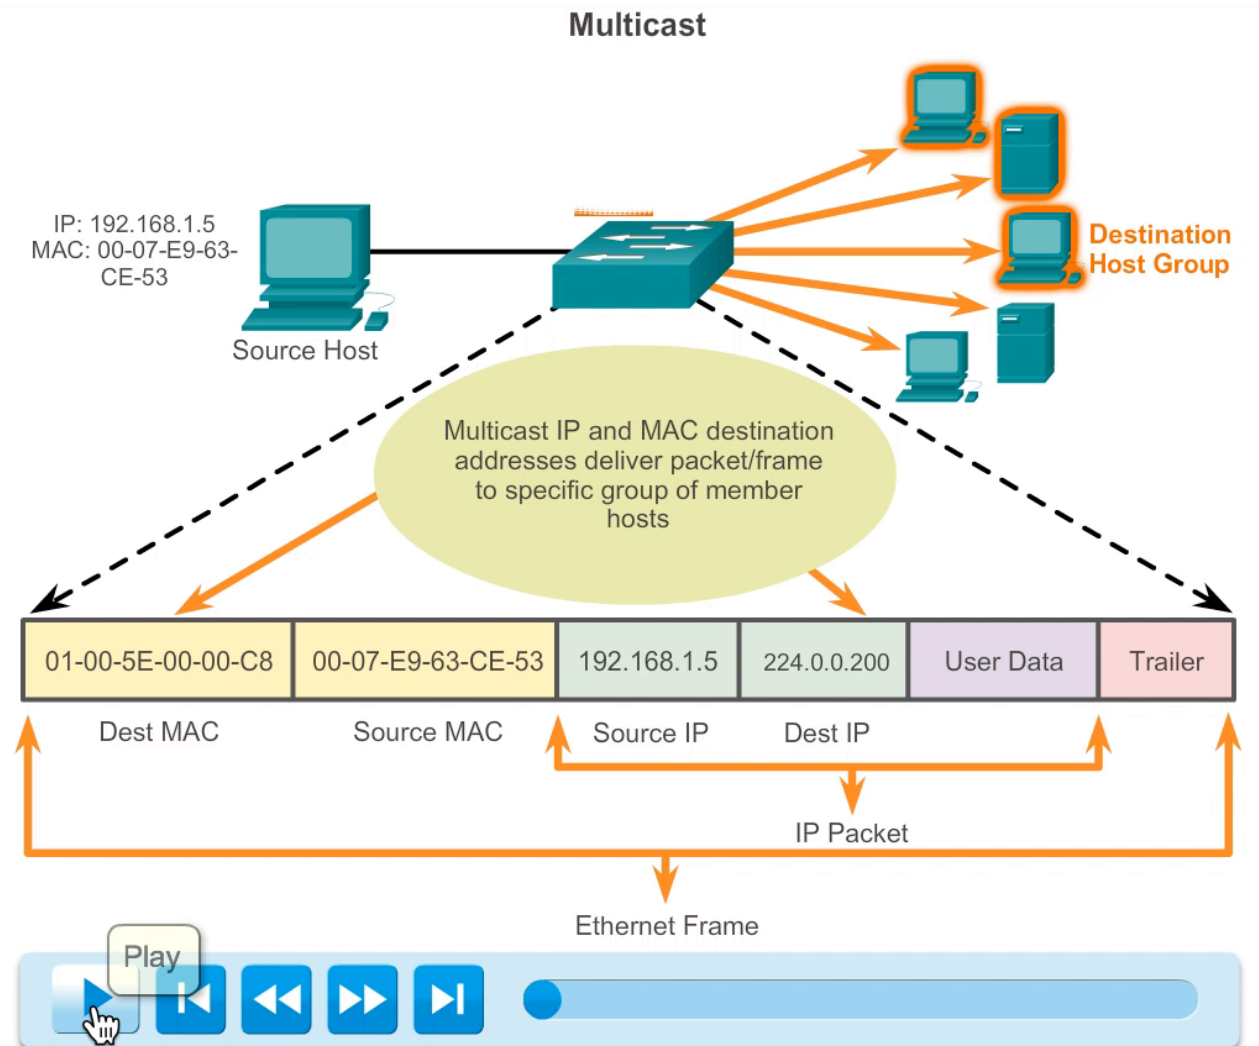 Multicast
IP: 192.168.1.5
MAC: 00-07-E9-63-
CE-53
Source Host
Destination
Host Group
Multicast IP and MAC destination
addresses deliver packet/frame
to specific group of member
hosts
01-00-5E-00-00-C8
00-07-E9-63-CE-53
192.168.1.5
224.0.0.200
User Data
Trailer
Dest MAC
Source MAC
Source IP
Dest IP
IP Packet
Ethernet Frame
Play